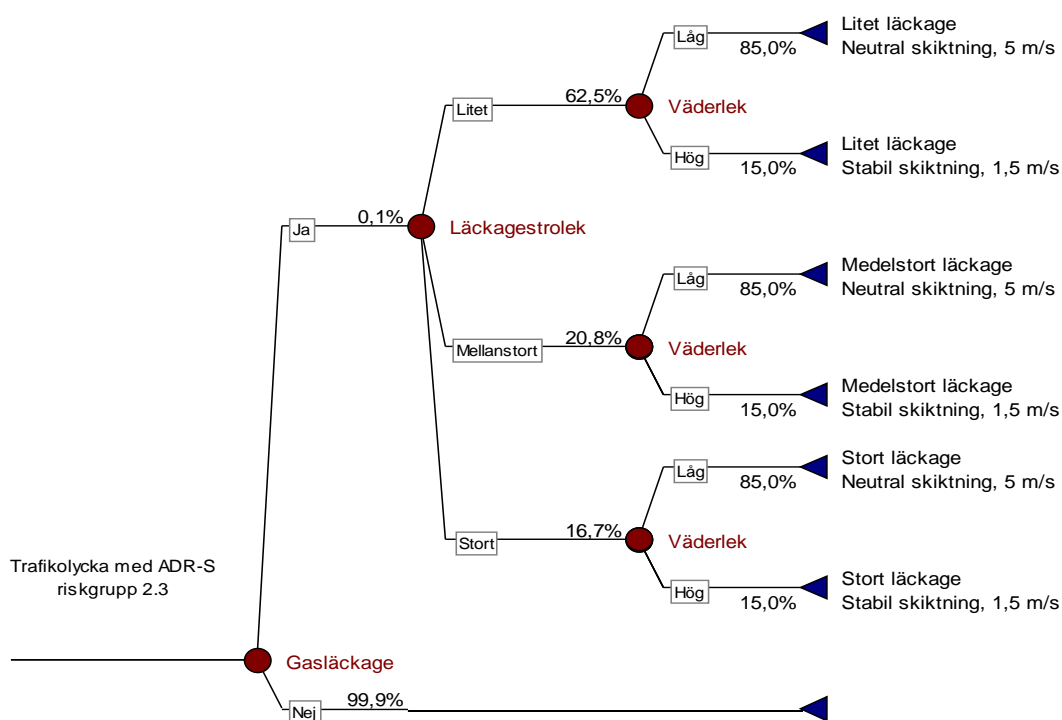 Låg
85,0%
Litet läckage
Neutral skiktning, 5 m/s
Litet
62,5%
Väderlek
Hög
15,0%
Litet läckage
Stabil skiktning, 1,5 m/s
Ja
0,1%
Läckagestrolek
Låg
85,0%
Medelstort läckage
Neutral skiktning, 5 m/s
Mellanstort
20,8%
Väderlek
Hög
15,0%
Medelstort läckage
Stabil skiktning, 1,5 m/s
Låg
85,0%
Stort läckage
Neutral skiktning, 5 m/s
Stort
16,7%
Väderlek
Hög
15,0%
Stort läckage
Stabil skiktning, 1,5 m/s
Trafikolycka med ADR-S
riskgrupp 2.3
Gasläckage
Nej
99,9%